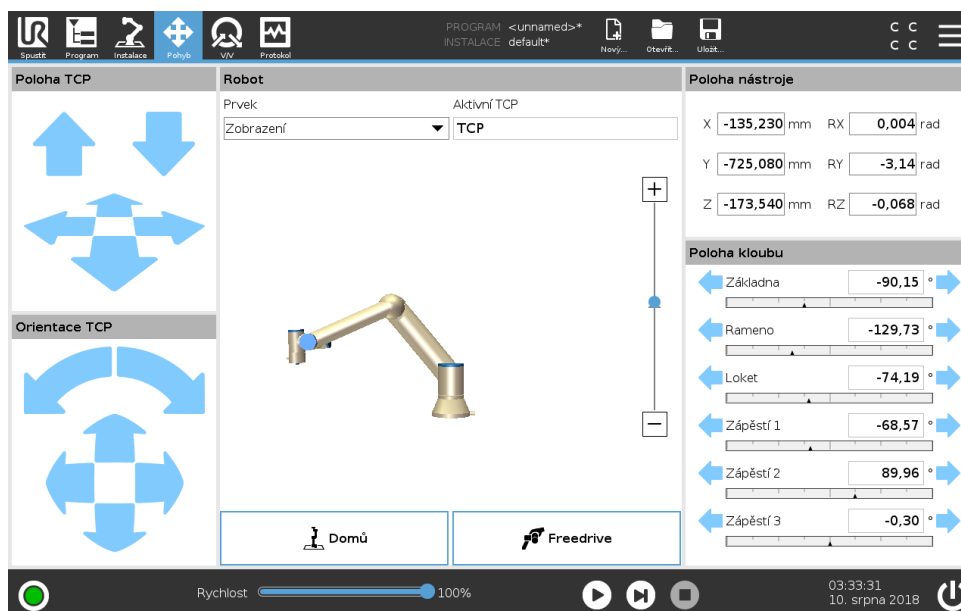 PROGRAM <unnamed>*
INSTALACE default*
Spustit Program Instalace Pohyb V/V Protokol Nový... Otevřít... Uložit...
C C
C C
Poloha TCP
Robot
Prvek Aktivní TCP
Zobrazení TCP
Poloha nástroje
X -135,230 mm RX 0,004 rad
Y -725,080 mm RY -3,14 rad
Z -173,540 mm RZ -0,068 rad
Poloha kloubu
Základna -90,15 °
Rameno -129,73 °
Loket -74,19 °
Zápěstí 1 -68,57 °
Zápěstí 2 89,96 °
Zápěstí 3 -0,30 °
Orientace TCP
Domů Freedrive
Rychlost 100%
03:33:31
10. srpna 2018